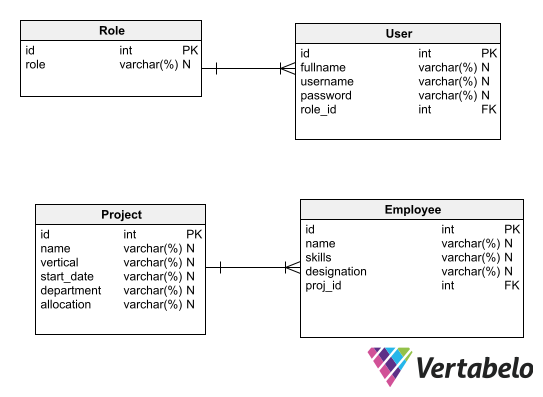 Role
id int PK
role varchar(%) N
User
id int PK
fullname varchar(%) N
username varchar(%) N
password varchar(%) N
role_id int FK
Project
id int PK
name varchar(%) N
vertical varchar(%) N
start_date varchar(%) N
department varchar(%) N
allocation varchar(%) N
Employee
id int PK
name varchar(%) N
skills varchar(%) N
designation varchar(%) N
proj_id int FK
Vertabelo